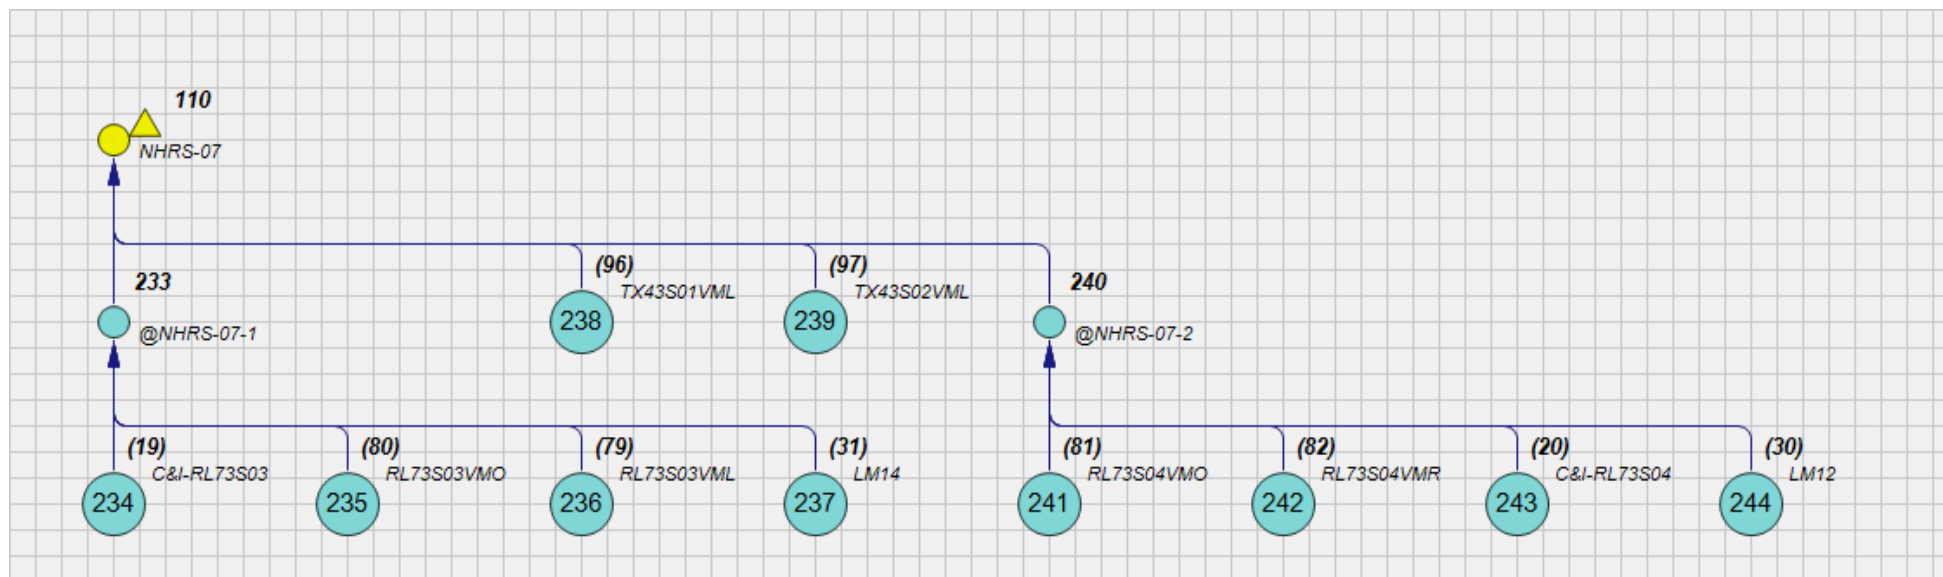 110
NHRS-07
233
(96)
TX43S01VML
(97)
TX43S02VML
240
@NHRS-07-1
238
239
@NHRS-07-2
(19)
C&I-RL73S03
(80)
RL73S03VMO
(79)
RL73S03VML
(31)
LM14
(81)
RL73S04VMO
(82)
RL73S04VMR
(20)
C&I-RL73S04
(30)
LM12
234
235
236
237
241
242
243
244